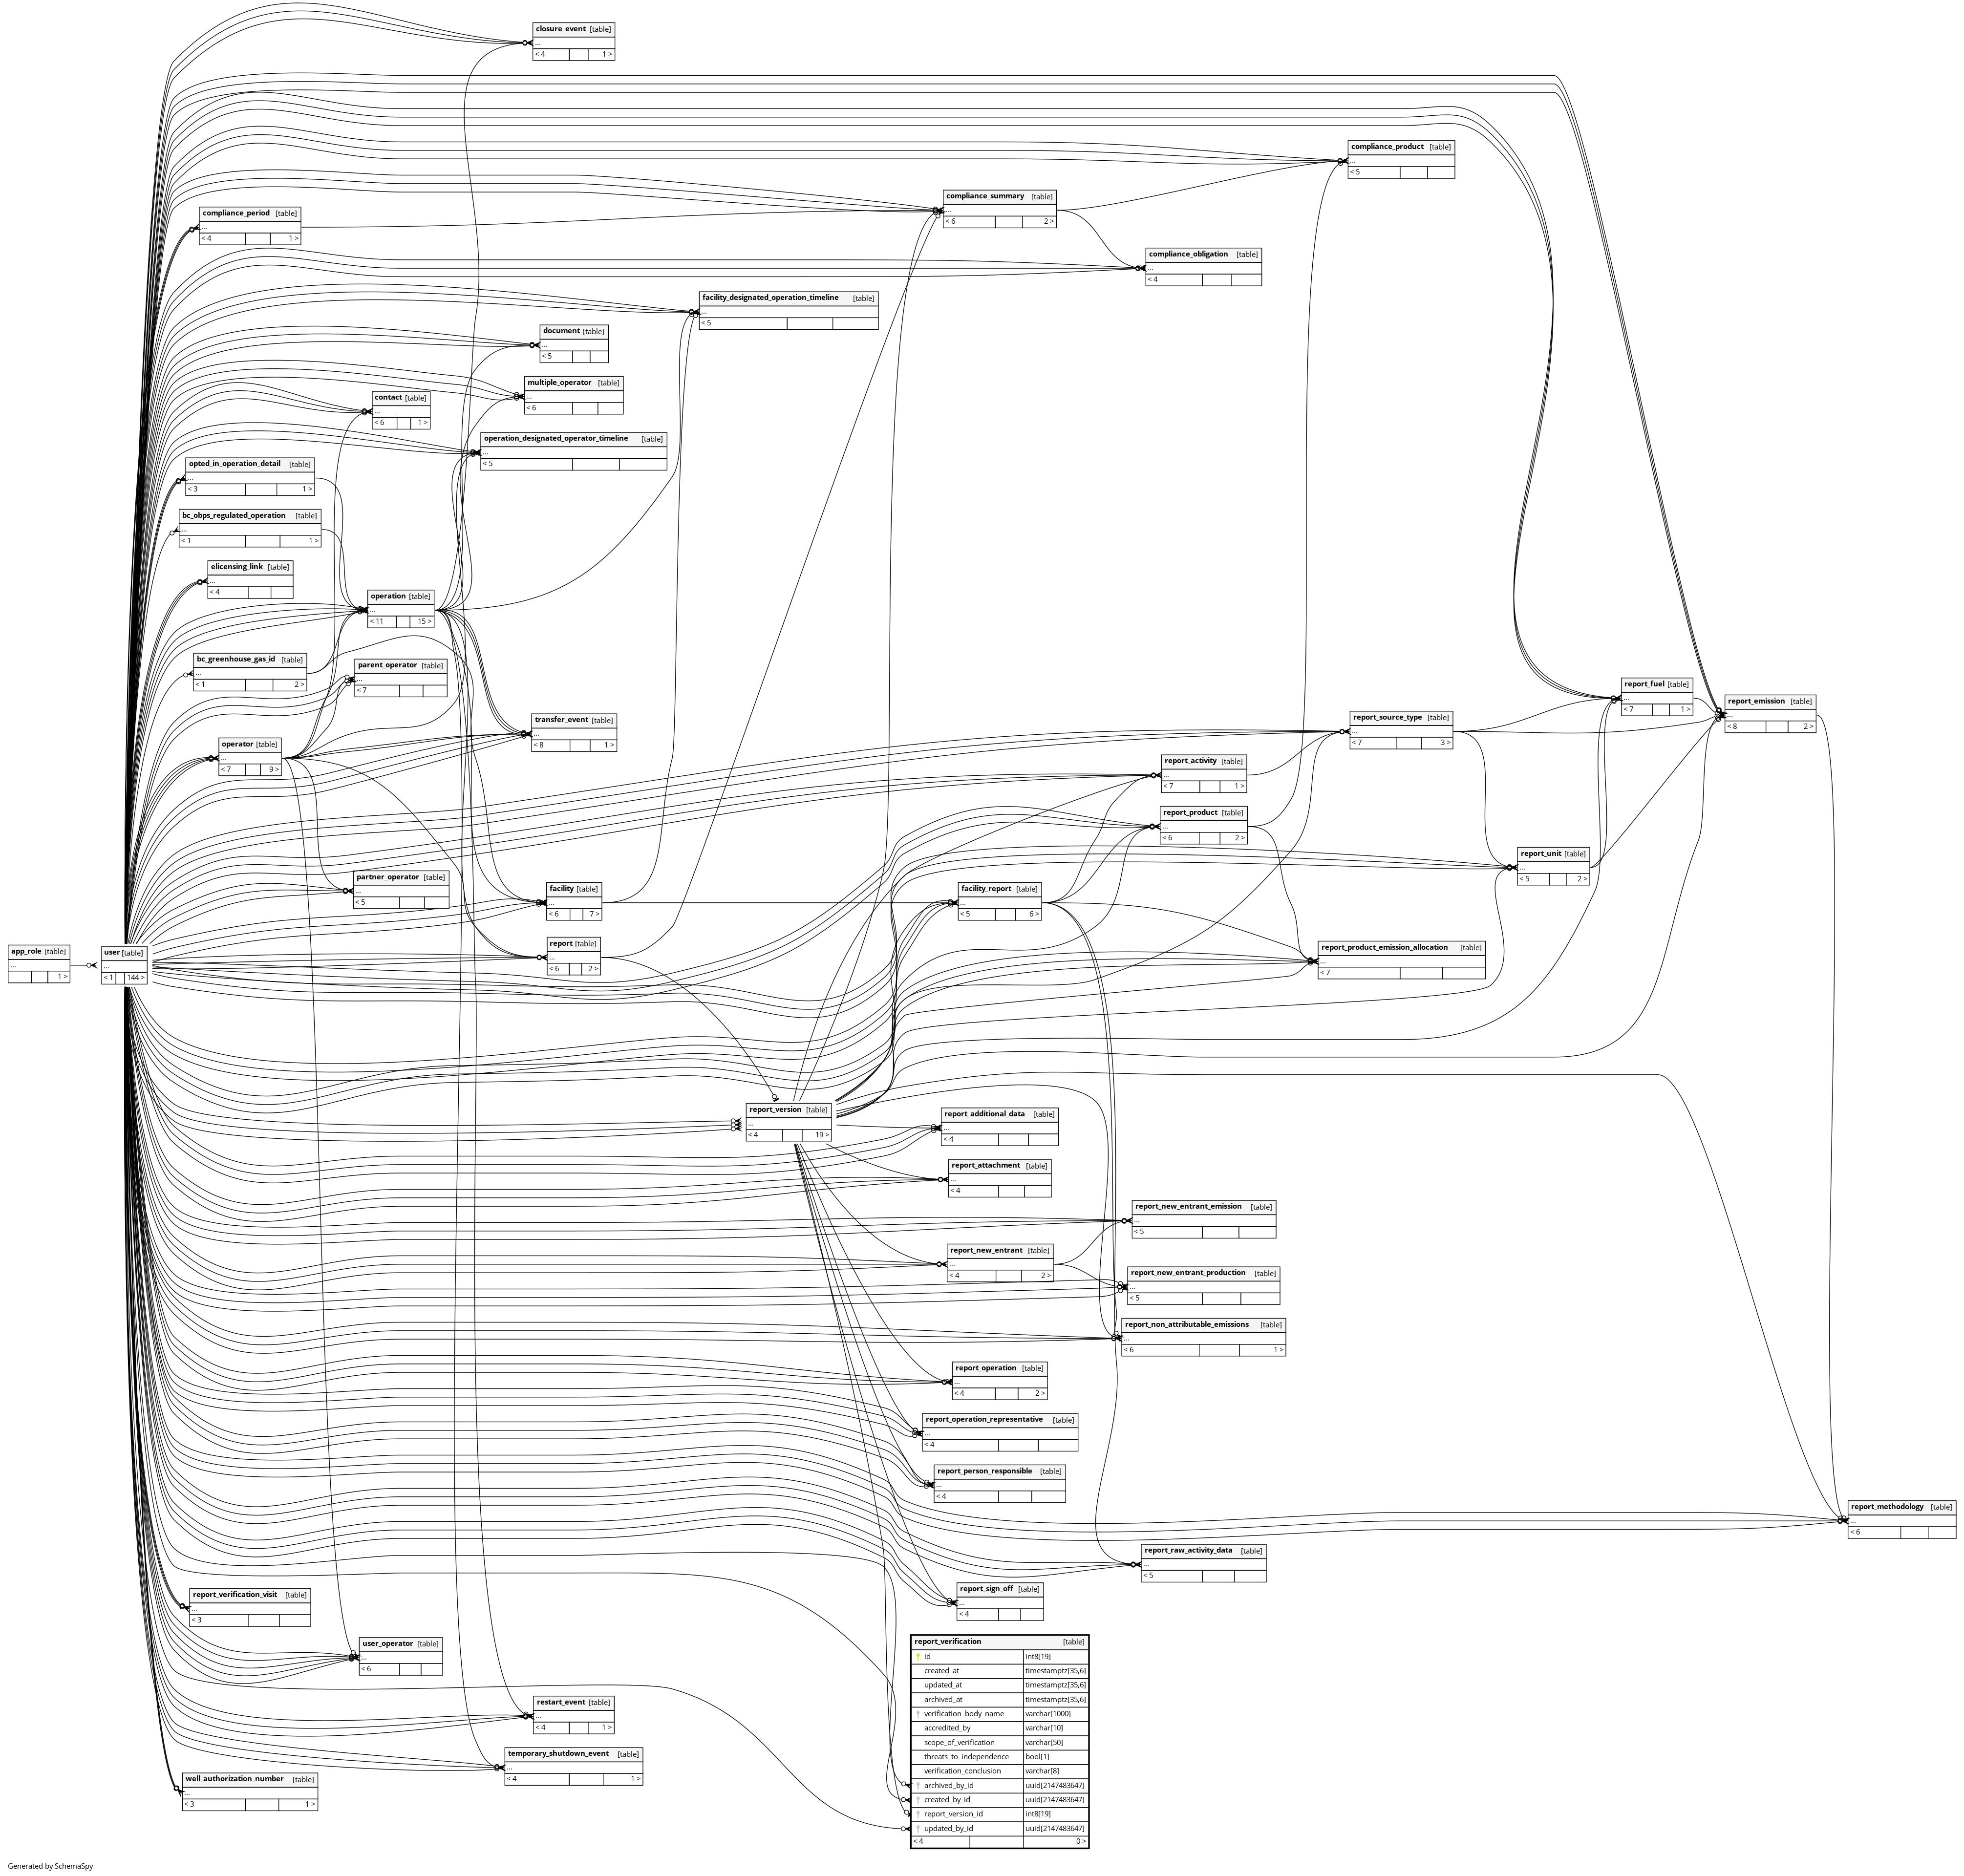 closure_event [table]
...
< 4 1 >
compliance_product [table]
...
< 5
compliance_summary [table]
...
< 6 2 >
compliance_period [table]
...
< 4 1 >
compliance_obligation [table]
...
< 4
facility_designated_operation_timeline [table]
...
< 5
document [table]
...
< 5
multiple_operator [table]
...
< 6
contact [table]
...
< 6 1 >
operation_designated_operator_timeline [table]
...
< 5
opted_in_operation_detail [table]
...
< 3 1 >
bc_obps_regulated_operation [table]
...
< 1 1 >
elicensing_link [table]
...
< 4
operation [table]
...
< 11 15 >
bc_greenhouse_gas_id [table]
...
< 1 2 >
parent_operator [table]
...
< 7
report_fuel [table]
...
< 7 1 >
report_emission [table]
...
< 8 2 >
transfer_event [table]
...
< 8 1 >
report_source_type [table]
...
< 7 3 >
operator [table]
...
< 7 9 >
report_activity [table]
...
< 7 1 >
report_product [table]
...
< 6 2 >
report_unit [table]
...
< 5 2 >
partner_operator [table]
...
< 5
facility [table]
...
< 6 7 >
facility_report [table]
...
< 5 6 >
report [table]
...
< 6 2 >
report_product_emission_allocation [table]
...
< 7
app_role [table]
...
1 >
user [table]
...
< 1 144 >
report_version [table]
...
< 4 19 >
report_additional_data [table]
...
< 4
report_attachment [table]
...
< 4
report_new_entrant_emission [table]
...
< 5
report_new_entrant [table]
...
< 4 2 >
report_new_entrant_production [table]
...
< 5
report_non_attributable_emissions [table]
...
< 6 1 >
report_operation [table]
...
< 4 2 >
report_operation_representative [table]
...
< 4
report_person_responsible [table]
...
< 4
report_methodology [table]
...
< 6
report_raw_activity_data [table]
...
< 5
report_sign_off [table]
...
< 4
report_verification_visit [table]
...
< 3
user_operator [table]
...
< 6
restart_event [table]
...
< 4 1 >
temporary_shutdown_event [table]
...
< 4 1 >
well_authorization_number [table]
...
< 3 1 >
report_verification [table]
id int8[19]
created_at timestamptz[35,6]
updated_at timestamptz[35,6]
archived_at timestamptz[35,6]
verification_body_name varchar[1000]
accredited_by varchar[10]
scope_of_verification varchar[50]
threats_to_independence bool[1]
verification_conclusion varchar[8]
archived_by_id uuid[2147483647]
created_by_id uuid[2147483647]
report_version_id int8[19]
updated_by_id uuid[2147483647]
< 4 0 >
Generated by SchemaSpy